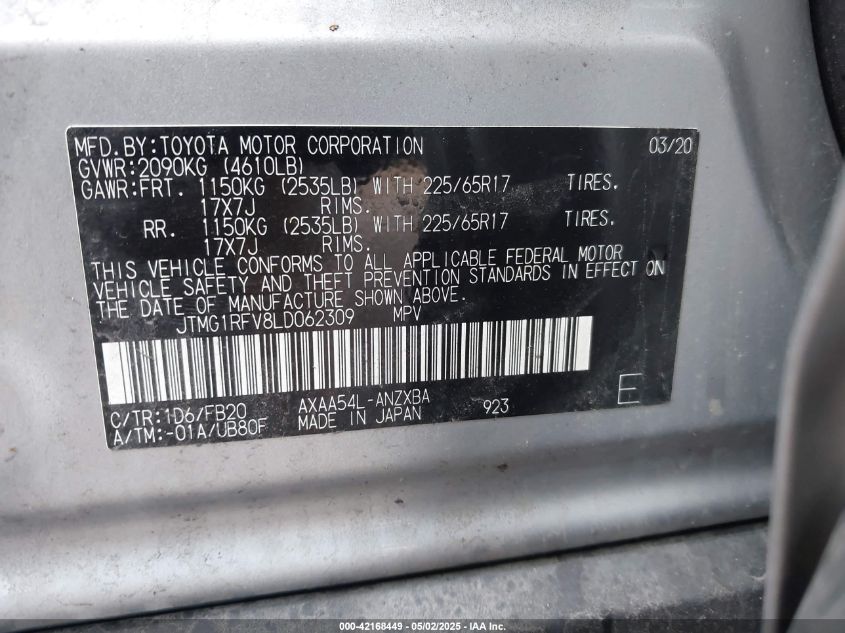 MFD.BY:TOYOTA MOTOR CORPORATION 03/20
GVWR:2090KG (4610LB)
GAWR:FRT. 1150KG (2535LB) WITH 225/65R17 TIRES.
17X7J RIMS.
RR. 1150KG (2535LB) WITH 225/65R17 TIRES.
17X7J RIMS.
THIS VEHICLE CONFORMS TO ALL APPLICABLE FEDERAL MOTOR
VEHICLE SAFETY AND THEFT PREVENTION STANDARDS IN EFFECT ON
THE DATE OF MANUFACTURE SHOWN ABOVE.
JTMG1RFV8LD062309 MPV
C/TR:1D6/FB20 AXAA54L-ANZXBA 923 E
A/TM:-01A/UB80F MADE IN JAPAN
000-42168449 - 05/02/2025 - IAA Inc.